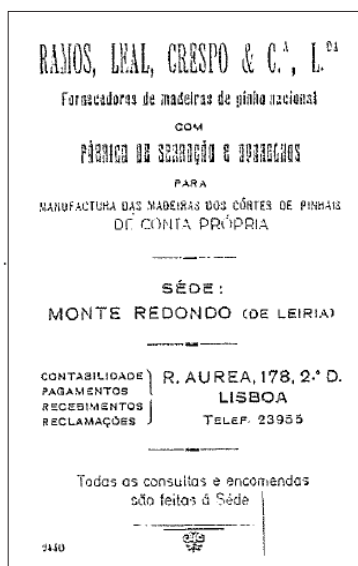 RAMOS, LEAL, CRESPO & C.ᴬ, L.ᴰᴬ
Fornecedores de madeiras de pinho nacional
COM
FÁBRICA DE SERRAÇÃO E APARELHOS
PARA
MANUFACTURA DAS MADEIRAS DOS CÔRTES DE PINHAIS
DE CONTA PRÓPRIA
SÉDE:
MONTE REDONDO (DE LEIRIA)
CONTABILIDADE
PAGAMENTOS
RECEBIMENTOS
RECLAMAÇÕES
R. AUREA, 178, 2.º D.
LISBOA
TELEF. 23955
Todas as consultas e encomendas
são feitas á Séde
9440